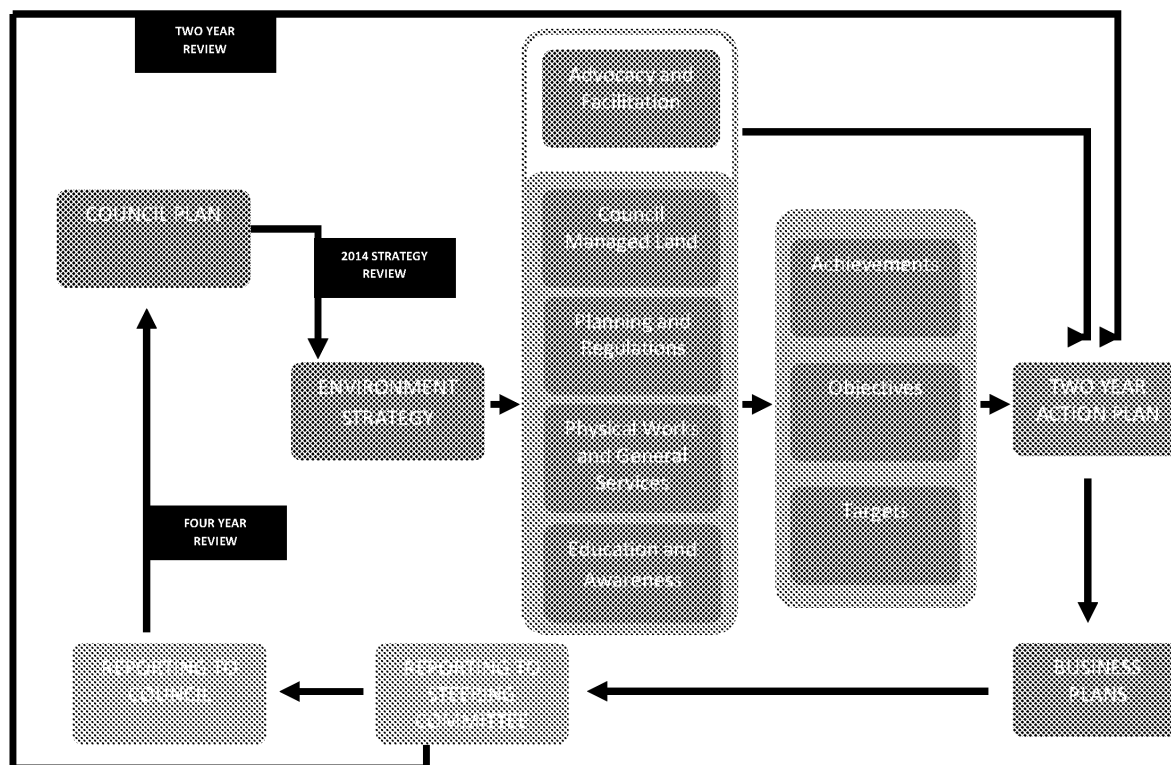 TWO YEAR
REVIEW
Advocacy and
Facilitation
COUNCIL PLAN
Council
Managed Land
2014 STRATEGY
REVIEW
Achievements
Planning and
Regulations
ENVIRONMENT
STRATEGY
Objectives
TWO YEAR
ACTION PLAN
Physical Works
and General
Services
Targets
FOUR YEAR
REVIEW
Education and
Awareness
REPORTING TO
COUNCIL
REPORTING TO
STEERING
COMMITTEE
BUSINESS
PLANS